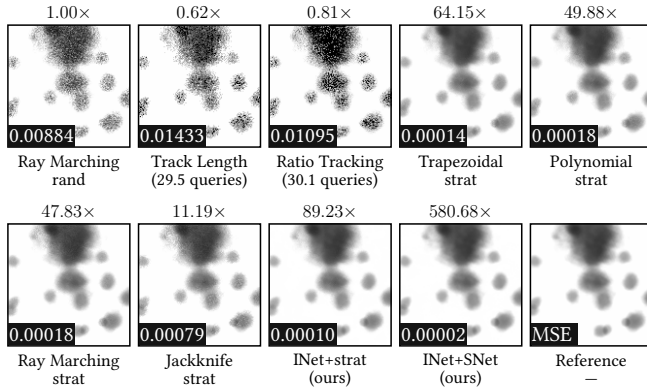 1.00× 0.62× 0.81× 64.15× 49.88×
0.00884 0.01433 0.01095 0.00014 0.00018
Ray Marching Track Length Ratio Tracking Trapezoidal Polynomial
rand (29.5 queries) (30.1 queries) strat strat
47.83× 11.19× 89.23× 580.68×
0.00018 0.00079 0.00010 0.00002 MSE
Ray Marching Jackknife INet+strat INet+SNet Reference
strat strat (ours) (ours) —